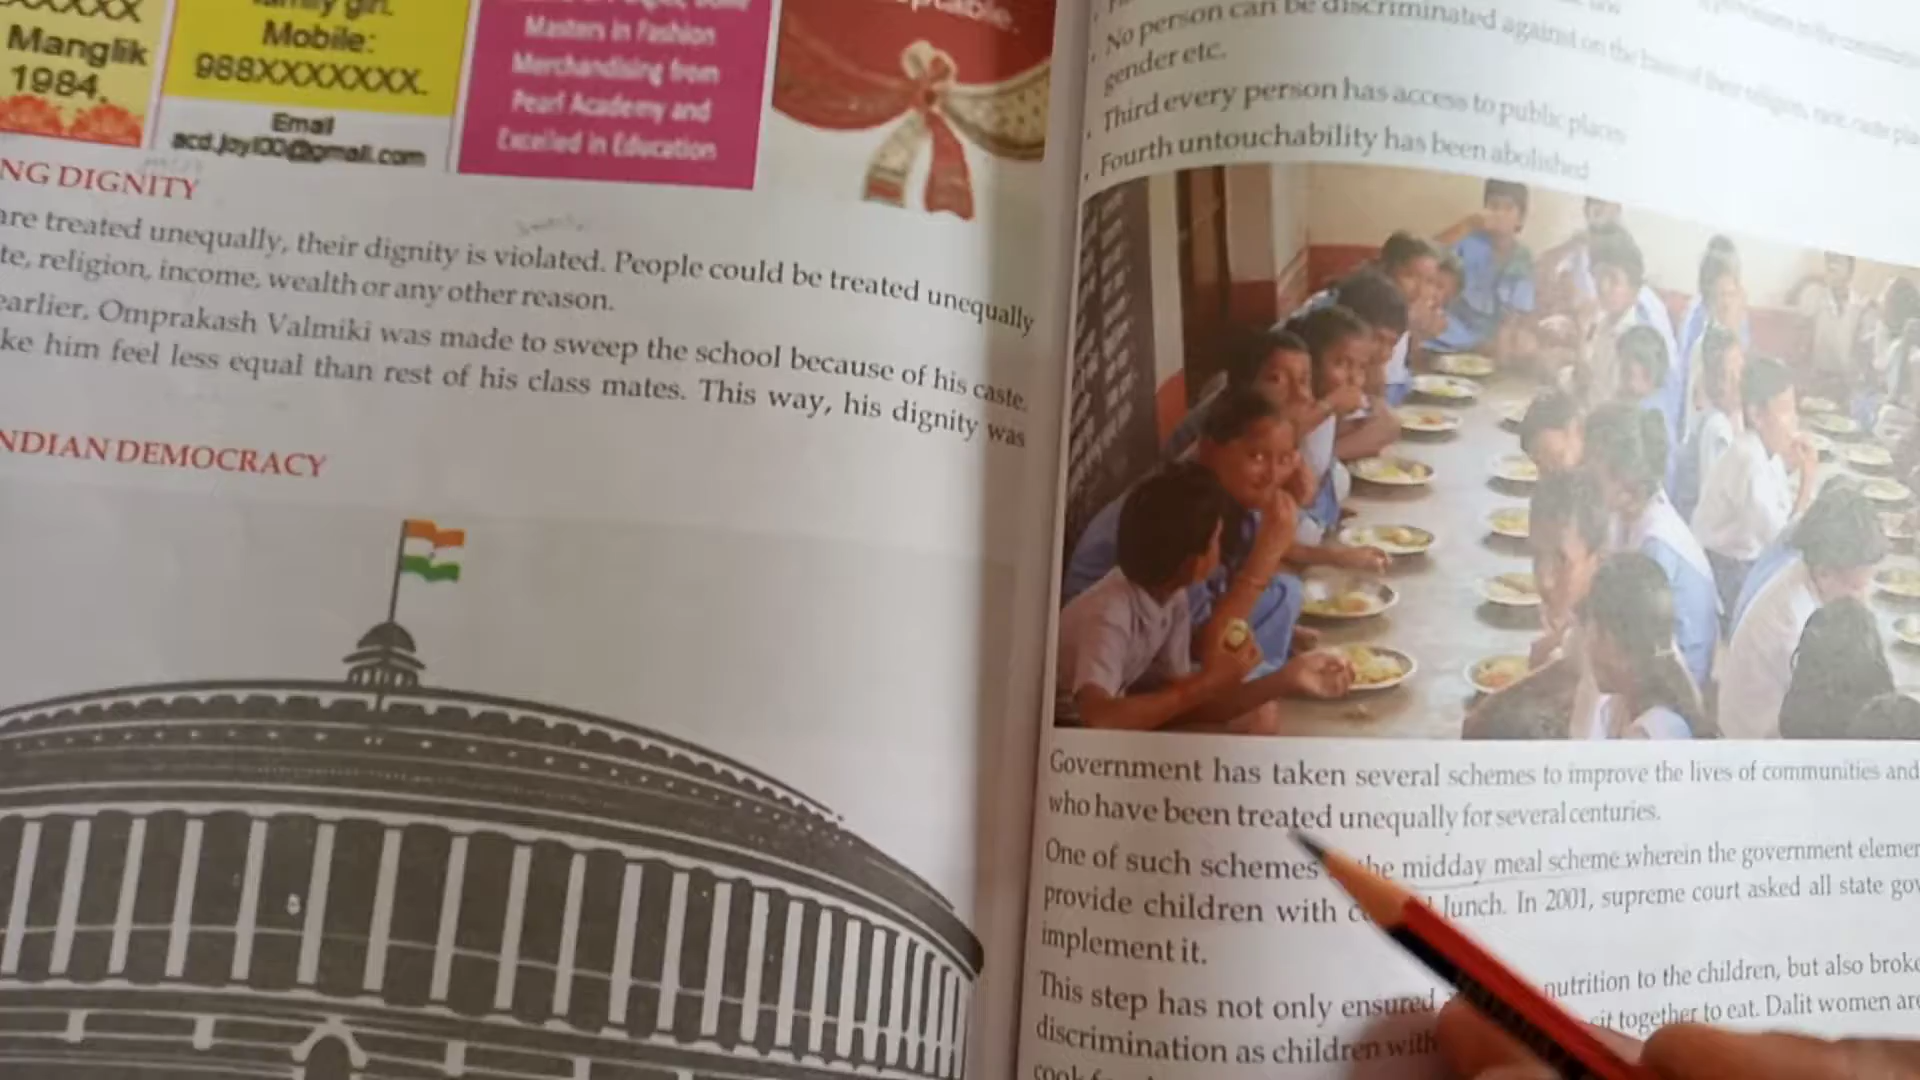 Manglik
1984.
family girl.
Mobile:
988XXXXXXX.
Email
acd.joy100@gmail.com
Masters in Fashion
Merchandising from
Pearl Academy and
Excelled in Education
NG DIGNITY
are treated unequally, their dignity is violated. People could be treated unequally
te, religion, income, wealth or any other reason.
earlier, Omprakash Valmiki was made to sweep the school because of his caste.
ke him feel less equal than rest of his class mates. This way, his dignity was
NDIAN DEMOCRACY
No person can be discriminated against on the basis of their religion, race, caste
gender etc.
Third every person has access to public places
Fourth untouchability has been abolished
Government has taken several schemes to improve the lives of communities and
who have been treated unequally for several centuries.
One of such schemes the midday meal scheme wherein the government elemen
provide children with lunch. In 2001, supreme court asked all state gov
implement it.
This step has not only ensured nutrition to the children, but also broke
discrimination as children with sit together to eat. Dalit women are
cook